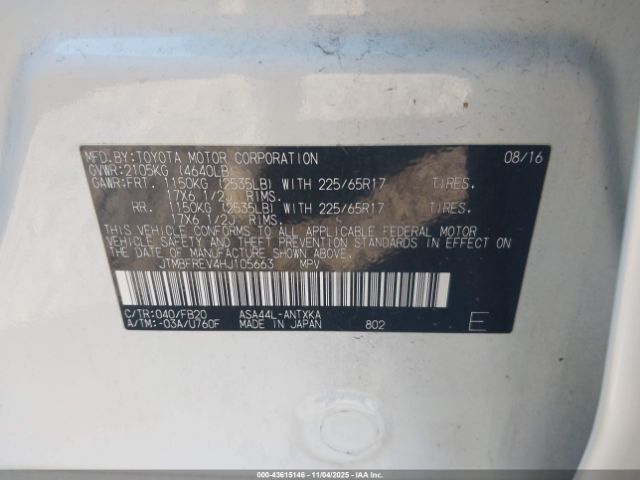 MFD.BY:TOYOTA MOTOR CORPORATION 08/16
GVWR:2105KG (4640LB)
GAWR:FRT. 1150KG (2535LB) WITH 225/65R17 TIRES.
17X6 1/2J RIMS.
RR. 1150KG (2535LB) WITH 225/65R17 TIRES.
17X6 1/2J RIMS.
THIS VEHICLE CONFORMS TO ALL APPLICABLE FEDERAL MOTOR
VEHICLE SAFETY AND THEFT PREVENTION STANDARDS IN EFFECT ON
THE DATE OF MANUFACTURE SHOWN ABOVE.
JTMBFREV4HJ105663 MPV
C/TR:040/FB20 ASA44L-ANTXKA
A/TM:-03A/U760F MADE IN JAPAN 802 E
000-43615146 - 11/04/2025 - IAA Inc.